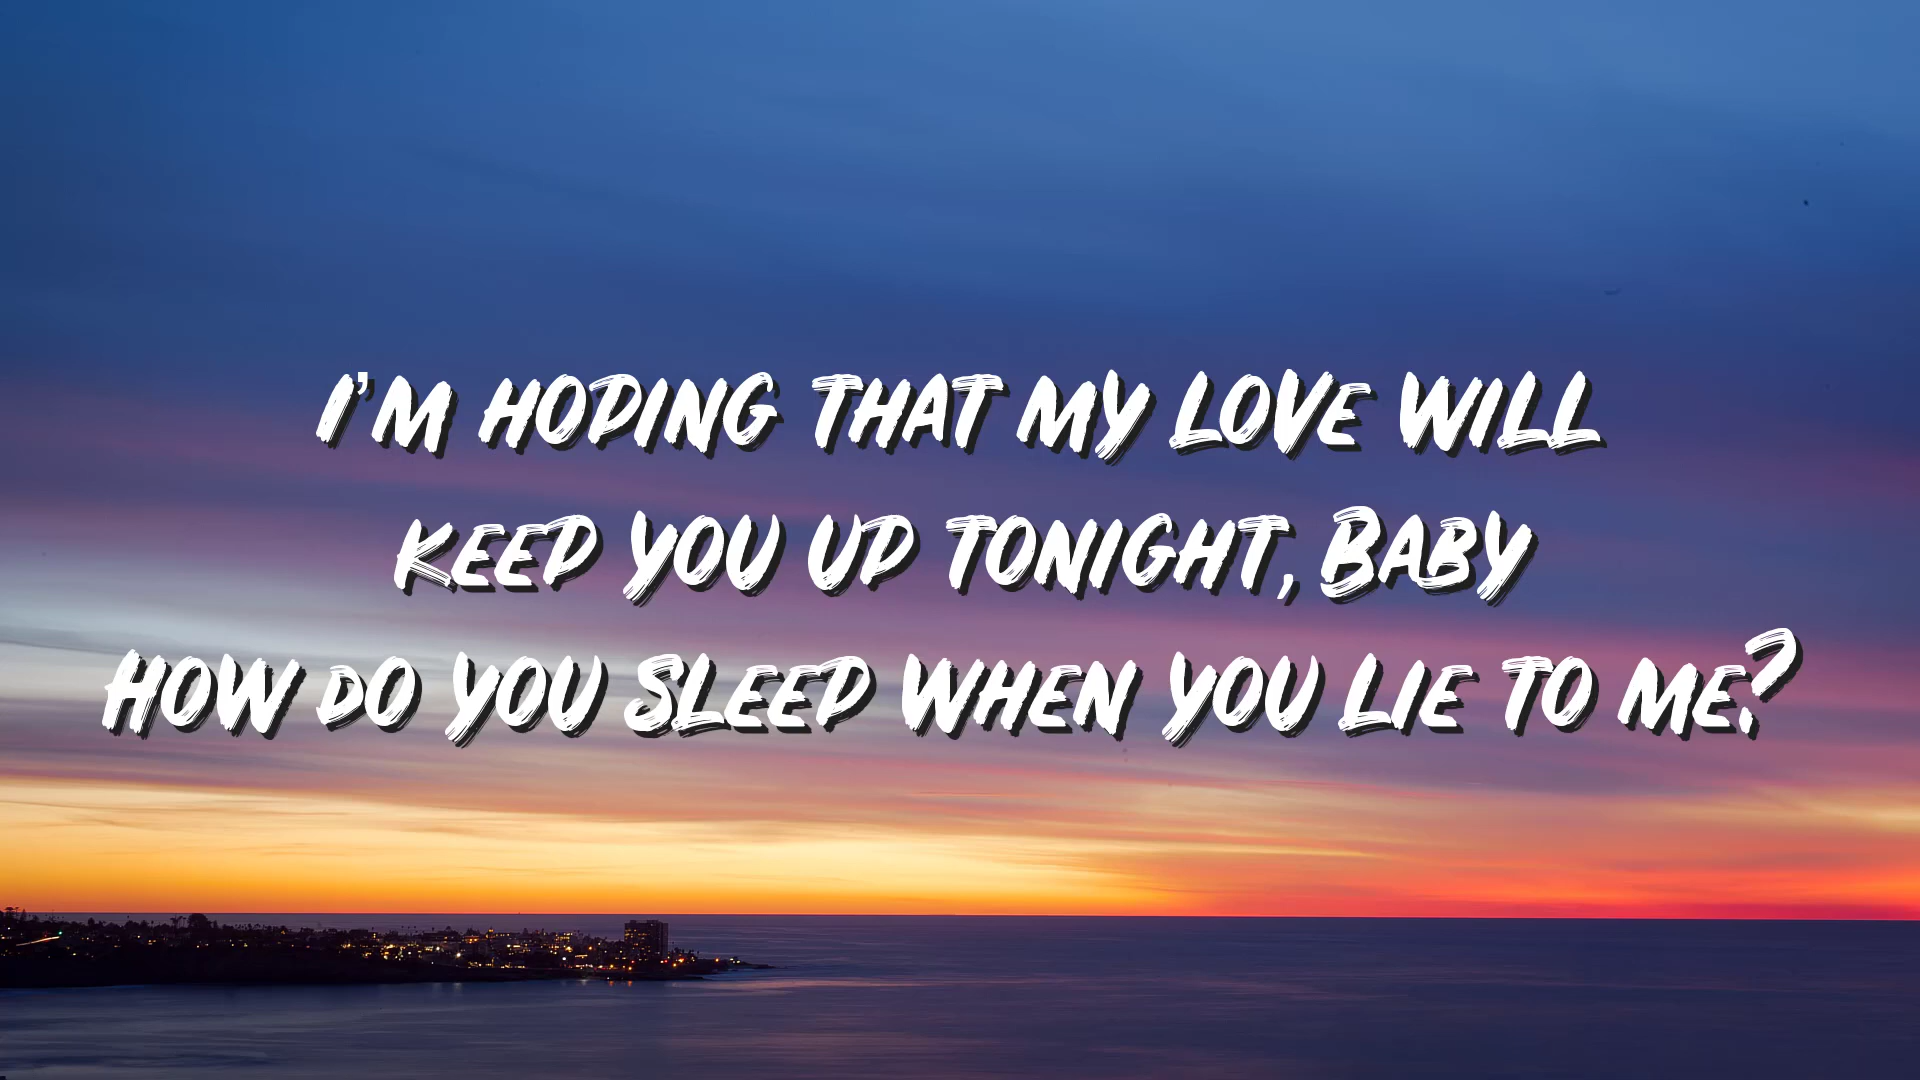 I'M HOPING THAT MY LOVE WILL
KEEP YOU UP TONIGHT, BABY
HOW DO YOU SLEEP WHEN YOU LIE TO ME?